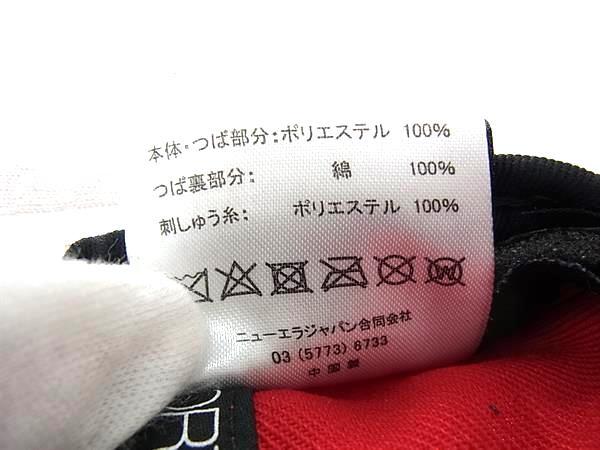 本体・つば部分:ポリエステル 100%
つば裏部分: 綿 100%
刺しゅう糸: ポリエステル 100%
ニューエラジャパン合同会社
03 (5773) 6733
中国製